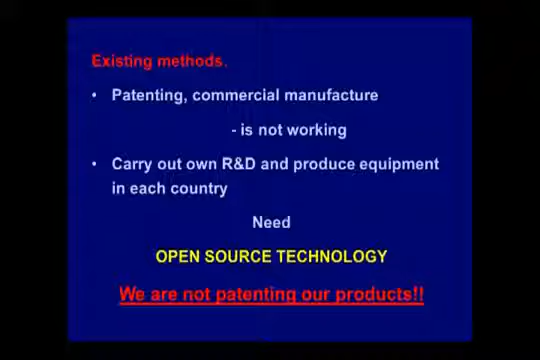 Existing methods.
• Patenting, commercial manufacture
- is not working
• Carry out own R&D and produce equipment
in each country
Need
OPEN SOURCE TECHNOLOGY
We are not patenting our products!!